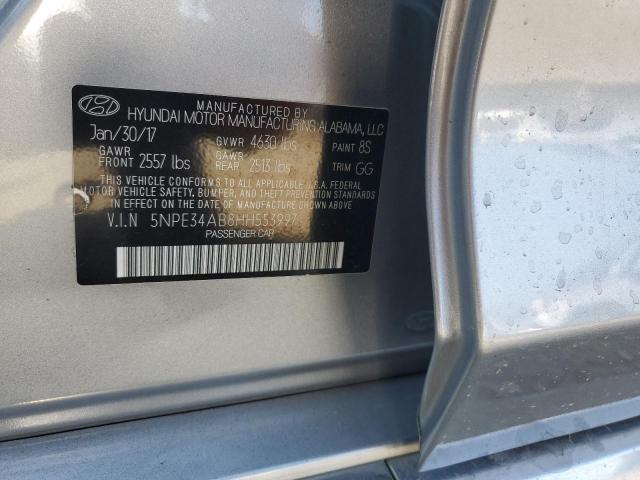 MANUFACTURED BY
HYUNDAI MOTOR MANUFACTURING ALABAMA, LLC
Jan/30/17 GVWR 4630 lbs PAINT 8S
GAWR FRONT 2557 lbs GAWR REAR 2513 lbs TRIM GG
THIS VEHICLE CONFORMS TO ALL APPLICABLE U.S.A. FEDERAL
MOTOR VEHICLE SAFETY, BUMPER, AND THEFT PREVENTION STANDARDS
IN EFFECT ON THE DATE OF MANUFACTURE SHOWN ABOVE.
V.I.N 5NPE34AB8HH553997
PASSENGER CAR